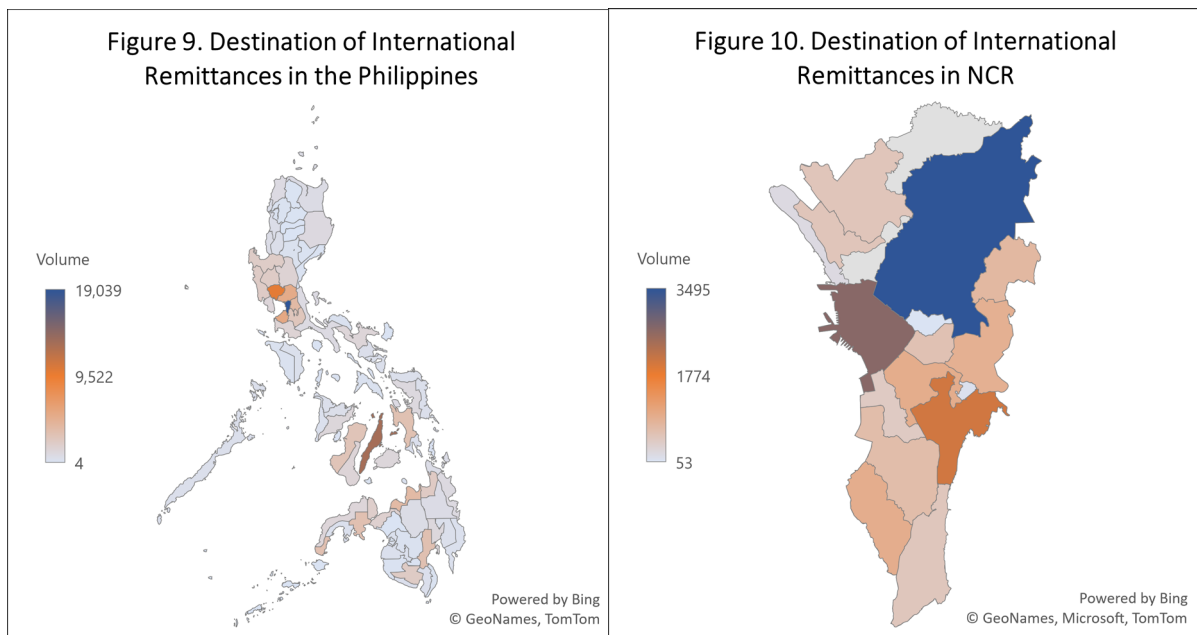 Figure 9. Destination of International
Remittances in the Philippines
Volume
19,039
9,522
4
Powered by Bing
© GeoNames, TomTom
Figure 10. Destination of International
Remittances in NCR
Volume
3495
1774
53
Powered by Bing
© GeoNames, Microsoft, TomTom